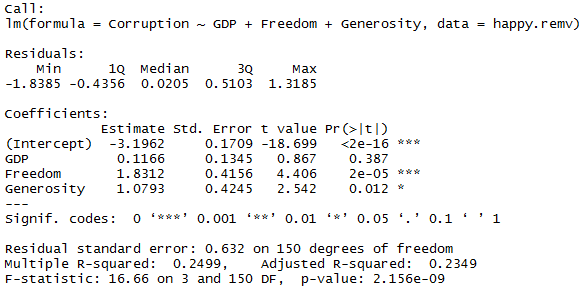 Call:
lm(formula = Corruption ~ GDP + Freedom + Generosity, data = happy.remv)
Residuals:
Min 1Q Median 3Q Max
-1.8385 -0.4356 0.0205 0.5103 1.3185
Coefficients:
Estimate Std. Error t value Pr(>|t|)
(Intercept) -3.1962 0.1709 -18.699 <2e-16 ***
GDP 0.1166 0.1345 0.867 0.387
Freedom 1.8312 0.4156 4.406 2e-05 ***
Generosity 1.0793 0.4245 2.542 0.012 *
---
Signif. codes: 0 ‘***’ 0.001 ‘**’ 0.01 ‘*’ 0.05 ‘.’ 0.1 ‘ ’ 1
Residual standard error: 0.632 on 150 degrees of freedom
Multiple R-squared: 0.2499, Adjusted R-squared: 0.2349
F-statistic: 16.66 on 3 and 150 DF, p-value: 2.156e-09